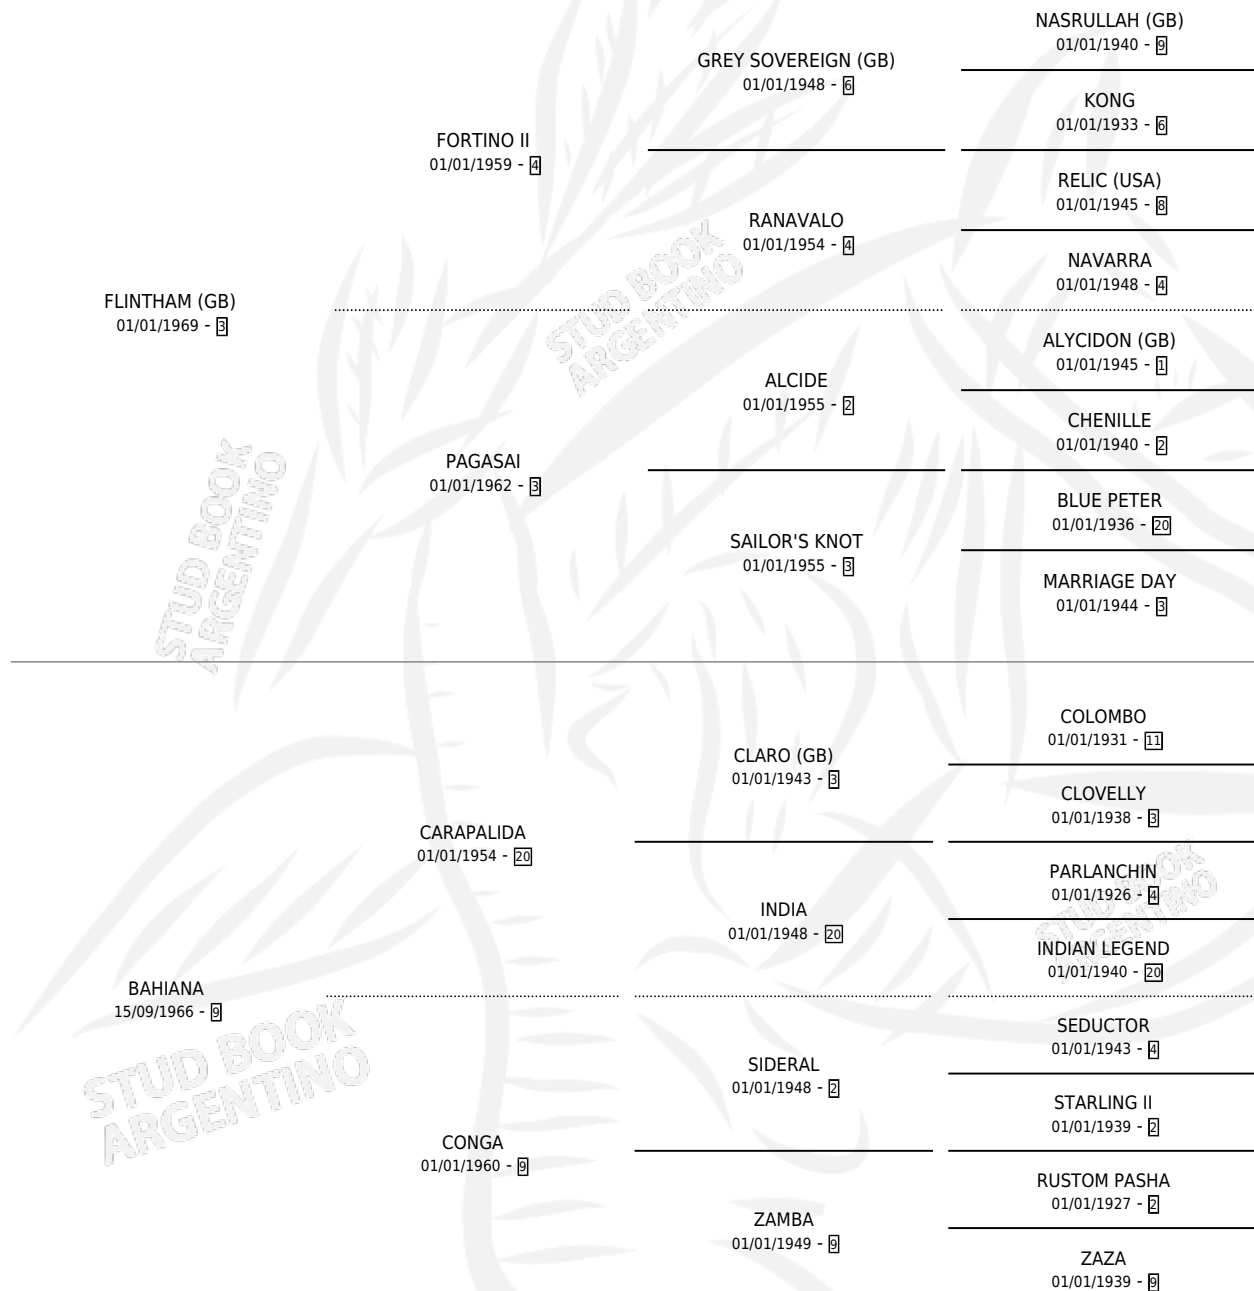 NASRULLAH (GB)
01/01/1940 - 9
GREY SOVEREIGN (GB)
01/01/1948 - 6
KONG
01/01/1933 - 6
FORTINO II
01/01/1959 - 4
RELIC (USA)
01/01/1945 - 8
RANAVALO
01/01/1954 - 4
NAVARRA
01/01/1948 - 4
FLINTHAM (GB)
01/01/1969 - 3
ALYCIDON (GB)
01/01/1945 - 1
ALCIDE
01/01/1955 - 2
CHENILLE
01/01/1940 - 2
PAGASAI
01/01/1962 - 3
BLUE PETER
01/01/1936 - 20
SAILOR'S KNOT
01/01/1955 - 3
MARRIAGE DAY
01/01/1944 - 3
COLOMBO
01/01/1931 - 11
CLARO (GB)
01/01/1943 - 3
CLOVELLY
01/01/1938 - 3
CARAPALIDA
01/01/1954 - 20
PARLANCHIN
01/01/1926 - 4
INDIA
01/01/1948 - 20
INDIAN LEGEND
01/01/1940 - 20
BAHIANA
15/09/1966 - 9
SEDUCTOR
01/01/1943 - 4
SIDERAL
01/01/1948 - 2
STARLING II
01/01/1939 - 2
CONGA
01/01/1960 - 9
RUSTOM PASHA
01/01/1927 - 2
ZAMBA
01/01/1949 - 9
ZAZA
01/01/1939 - 9
STUD BOOK
ARGENTINO
STUD BOOK
ARGENTINO
STUD BOOK
ARGENTINO
STUD BOOK
ARGENTINO